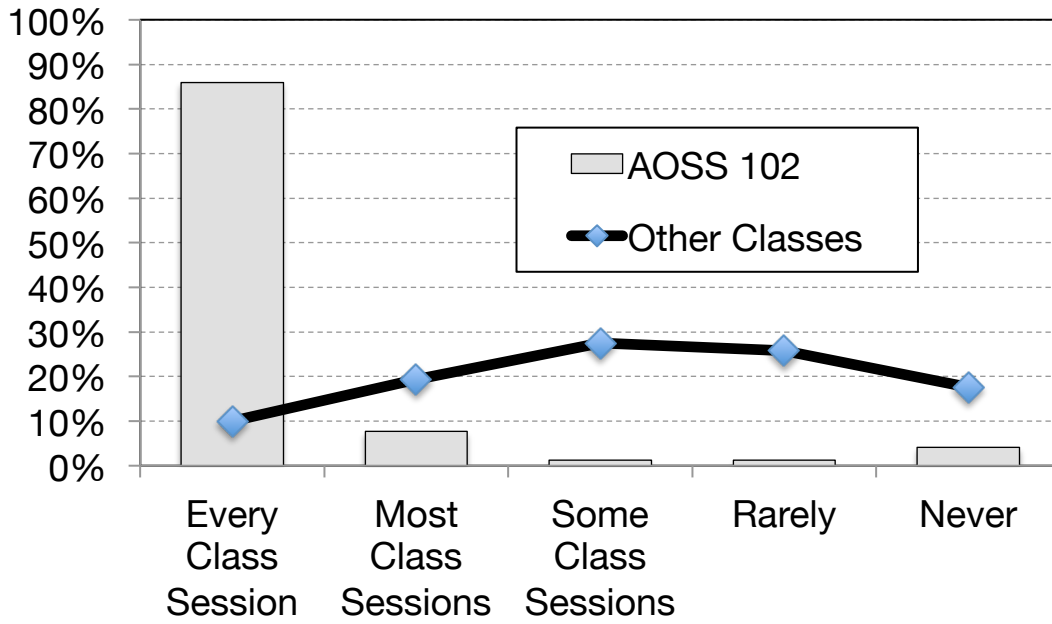 100%
90%
80%
70%
60%
50%
40%
30%
20%
10%
0%
AOSS 102
Other Classes
Every
Class
Session
Most
Class
Sessions
Some
Class
Sessions
Rarely
Never